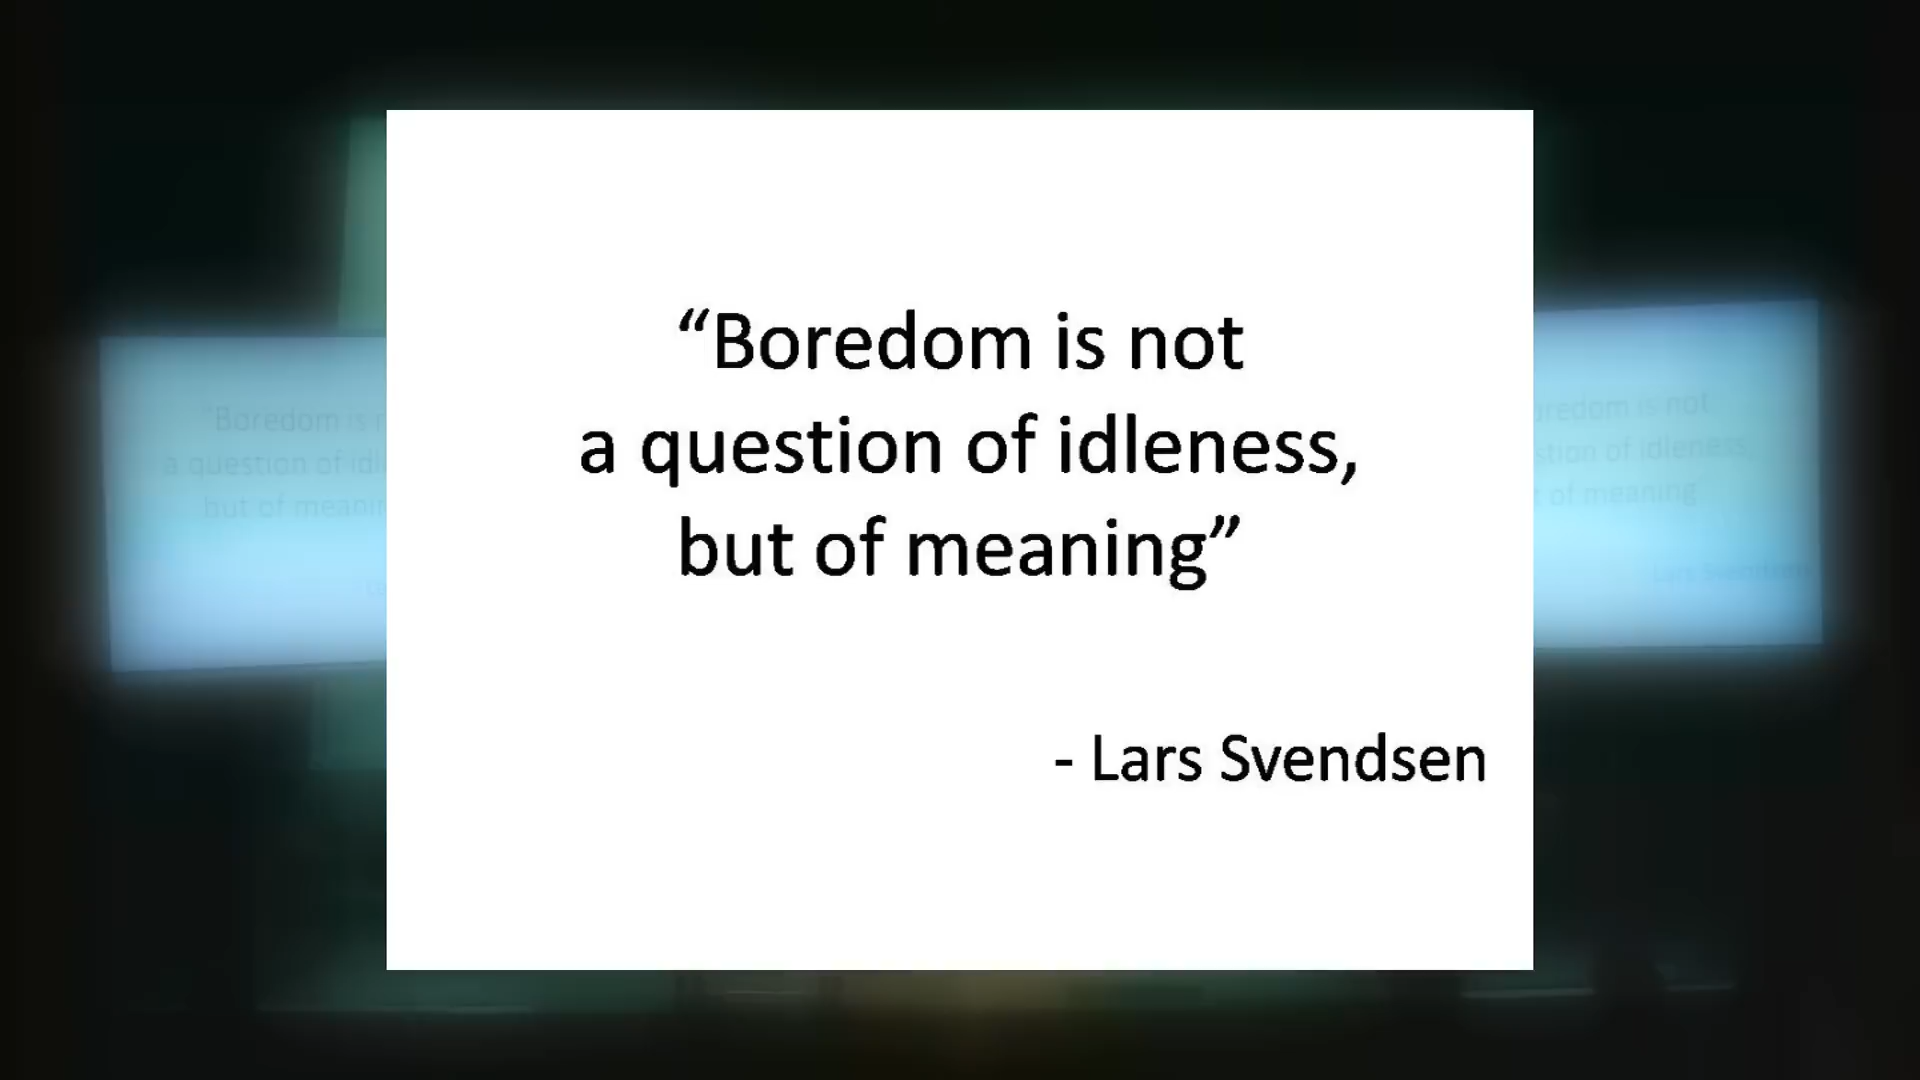 “Boredom is not
a question of idleness,
but of meaning”
- Lars Svendsen